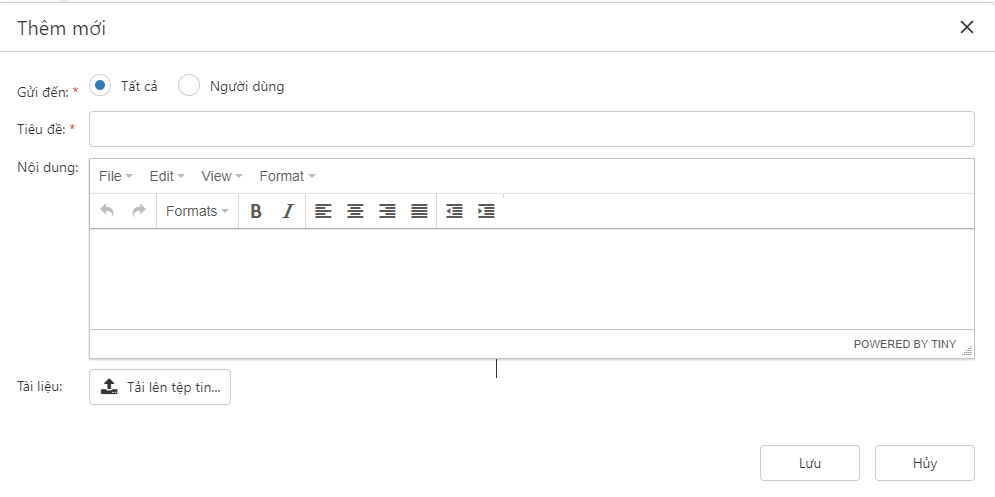 Thêm mới
Gửi đến: * Tất cả Người dùng
Tiêu đề: *
Nội dung:
File Edit View Format
Formats B I
POWERED BY TINY
Tài liệu: Tải lên tệp tin...
Lưu Hủy